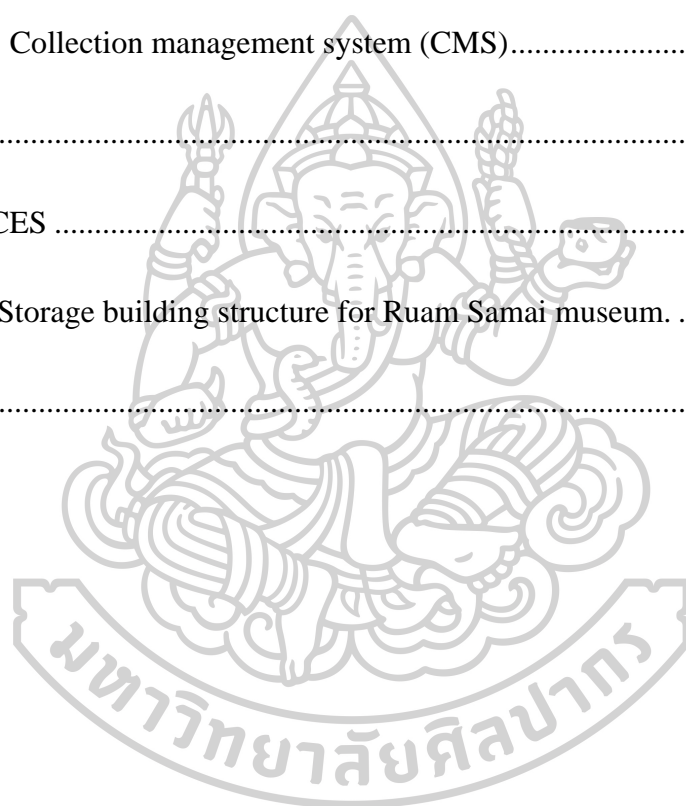 Collection management system (CMS)......................
................................................................................
CES ........................................................................
Storage building structure for Ruam Samai museum. .
................................................................................
มหาวิทยาลัยศิลปากร